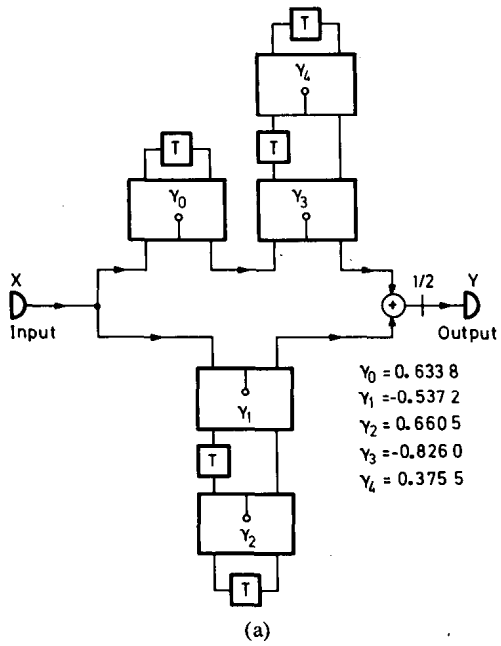 T
γ4
T
T
γ0
γ3
X
Input
1/2
Y
+
Output
γ1
γ0 = 0.633 8
γ1 = -0.537 2
γ2 = 0.660 5
γ3 = -0.826 0
γ4 = 0.375 5
T
γ2
T
(a)